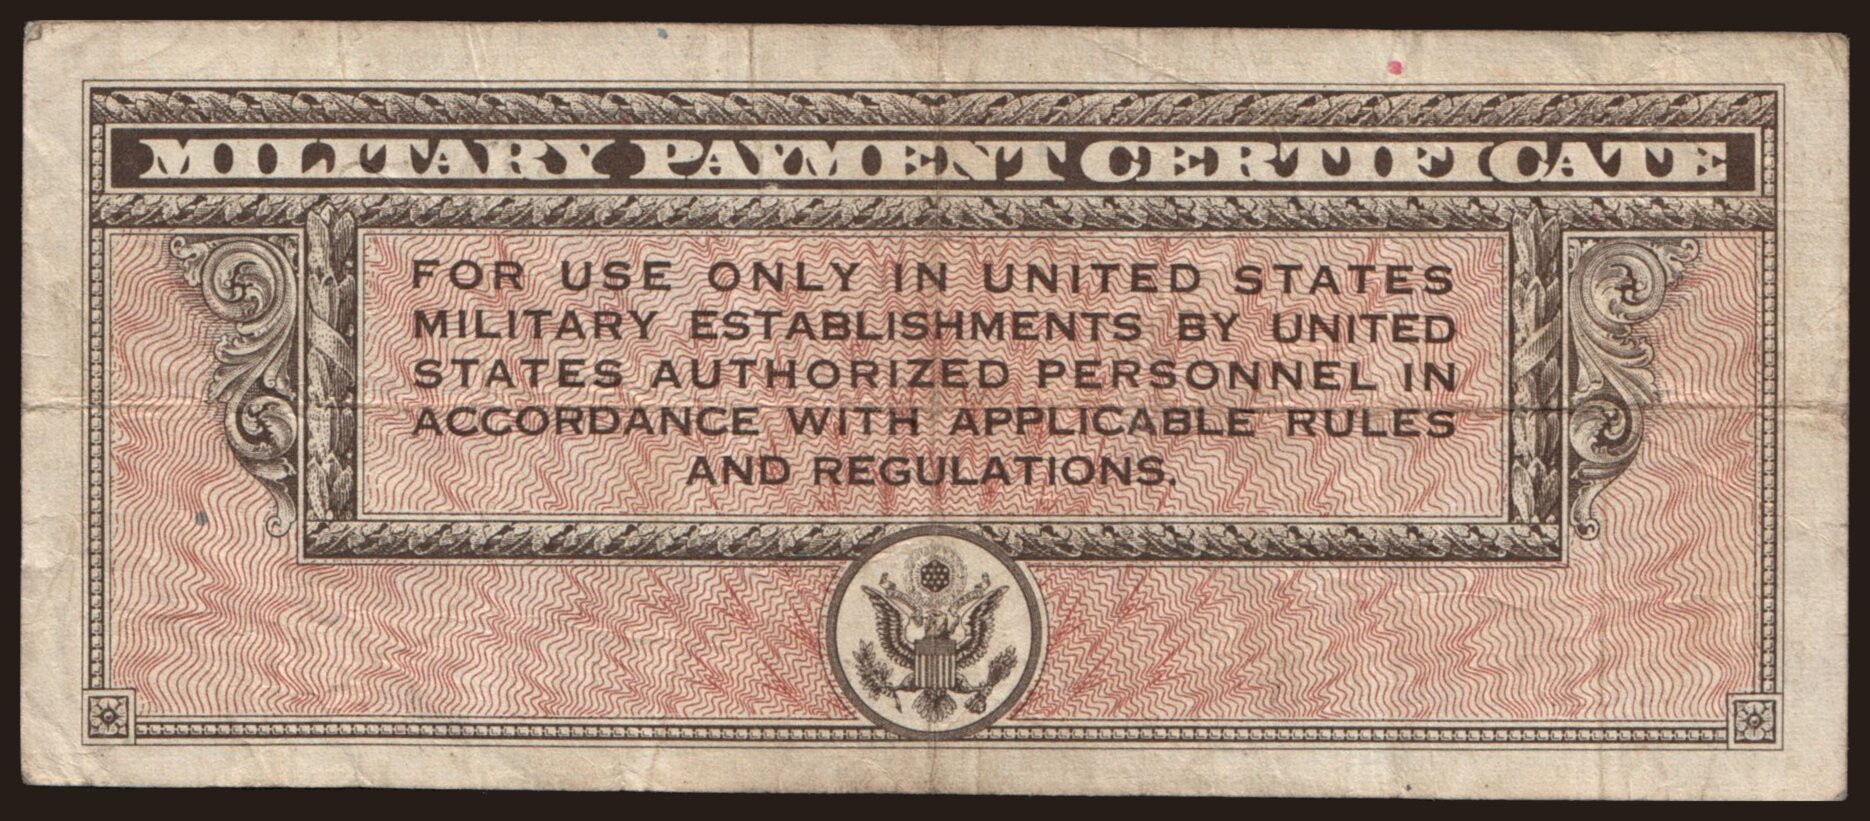 MILITARY PAYMENT CERTIFICATE
FOR USE ONLY IN UNITED STATES
MILITARY ESTABLISHMENTS BY UNITED
STATES AUTHORIZED PERSONNEL IN
ACCORDANCE WITH APPLICABLE RULES
AND REGULATIONS.